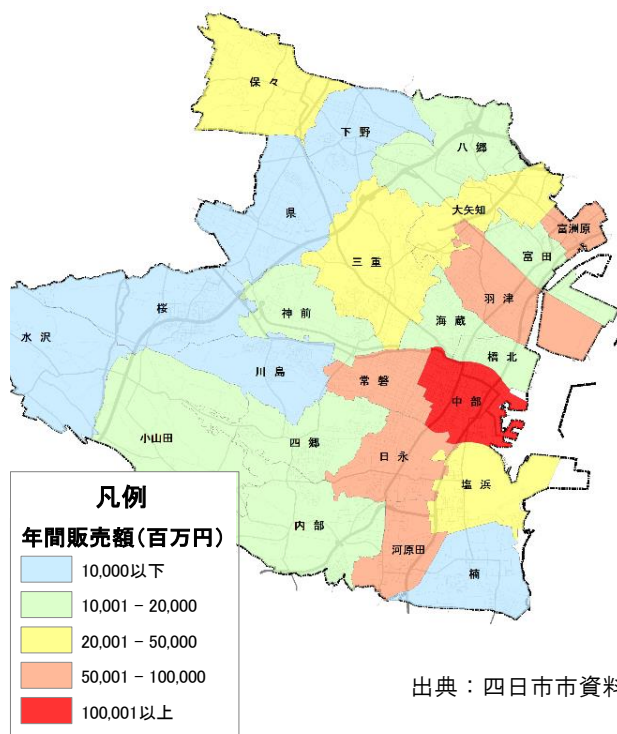 保々
下野
八郷
県
大矢知
富洲原
富田
三重
羽津
桜
神前
海蔵
水沢
橋北
川島
常磐
中部
小山田
四郷
日永
塩浜
内部
河原田
楠
凡例
年間販売額(百万円)
10,000以下
10,001 - 20,000
20,001 - 50,000
50,001 - 100,000
100,001以上
出典：四日市市資料